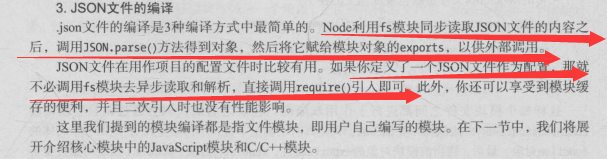 3. JSON文件的编译
.json文件的编译是3种编译方式中最简单的。Node利用fs模块同步读取JSON文件的内容之
后，调用JSON.parse()方法得到对象，然后将它赋给模块对象的exports，以供外部调用。
JSON文件在用作项目的配置文件时比较有用。如果你定义了一个JSON文件作为配置，那就
不必调用fs模块去异步读取和解析，直接调用require()引入即可。此外，你还可以享受到模块缓
存的便利，并且二次引入时也没有性能影响。
这里我们提到的模块编译都是指文件模块，即用户自己编写的模块。在下一节中，我们将展
开介绍核心模块中的JavaScript模块和C/C++模块。